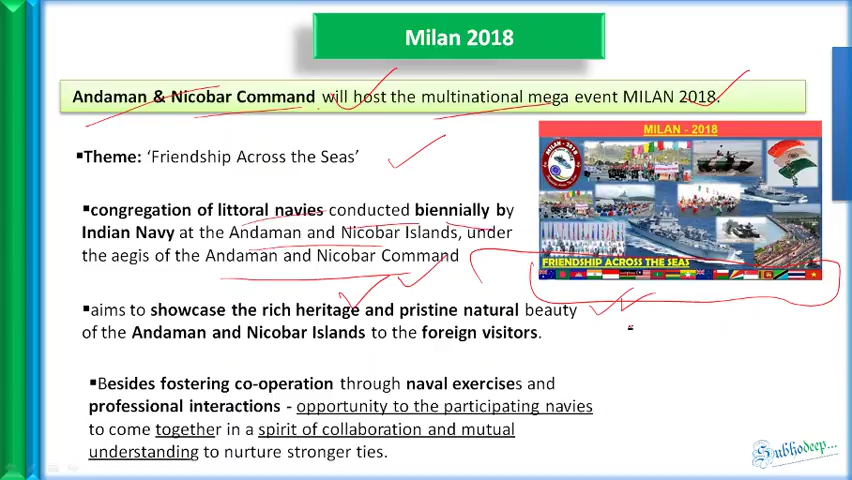 Milan 2018
Andaman & Nicobar Command will host the multinational mega event MILAN 2018.
▪Theme: ‘Friendship Across the Seas’
MILAN - 2018
▪congregation of littoral navies conducted biennially by
Indian Navy at the Andaman and Nicobar Islands, under
the aegis of the Andaman and Nicobar Command
FRIENDSHIP ACROSS THE SEAS
▪aims to showcase the rich heritage and pristine natural beauty
of the Andaman and Nicobar Islands to the foreign visitors.
▪Besides fostering co-operation through naval exercises and
professional interactions - opportunity to the participating navies
to come together in a spirit of collaboration and mutual
understanding to nurture stronger ties.
Subhodeep...